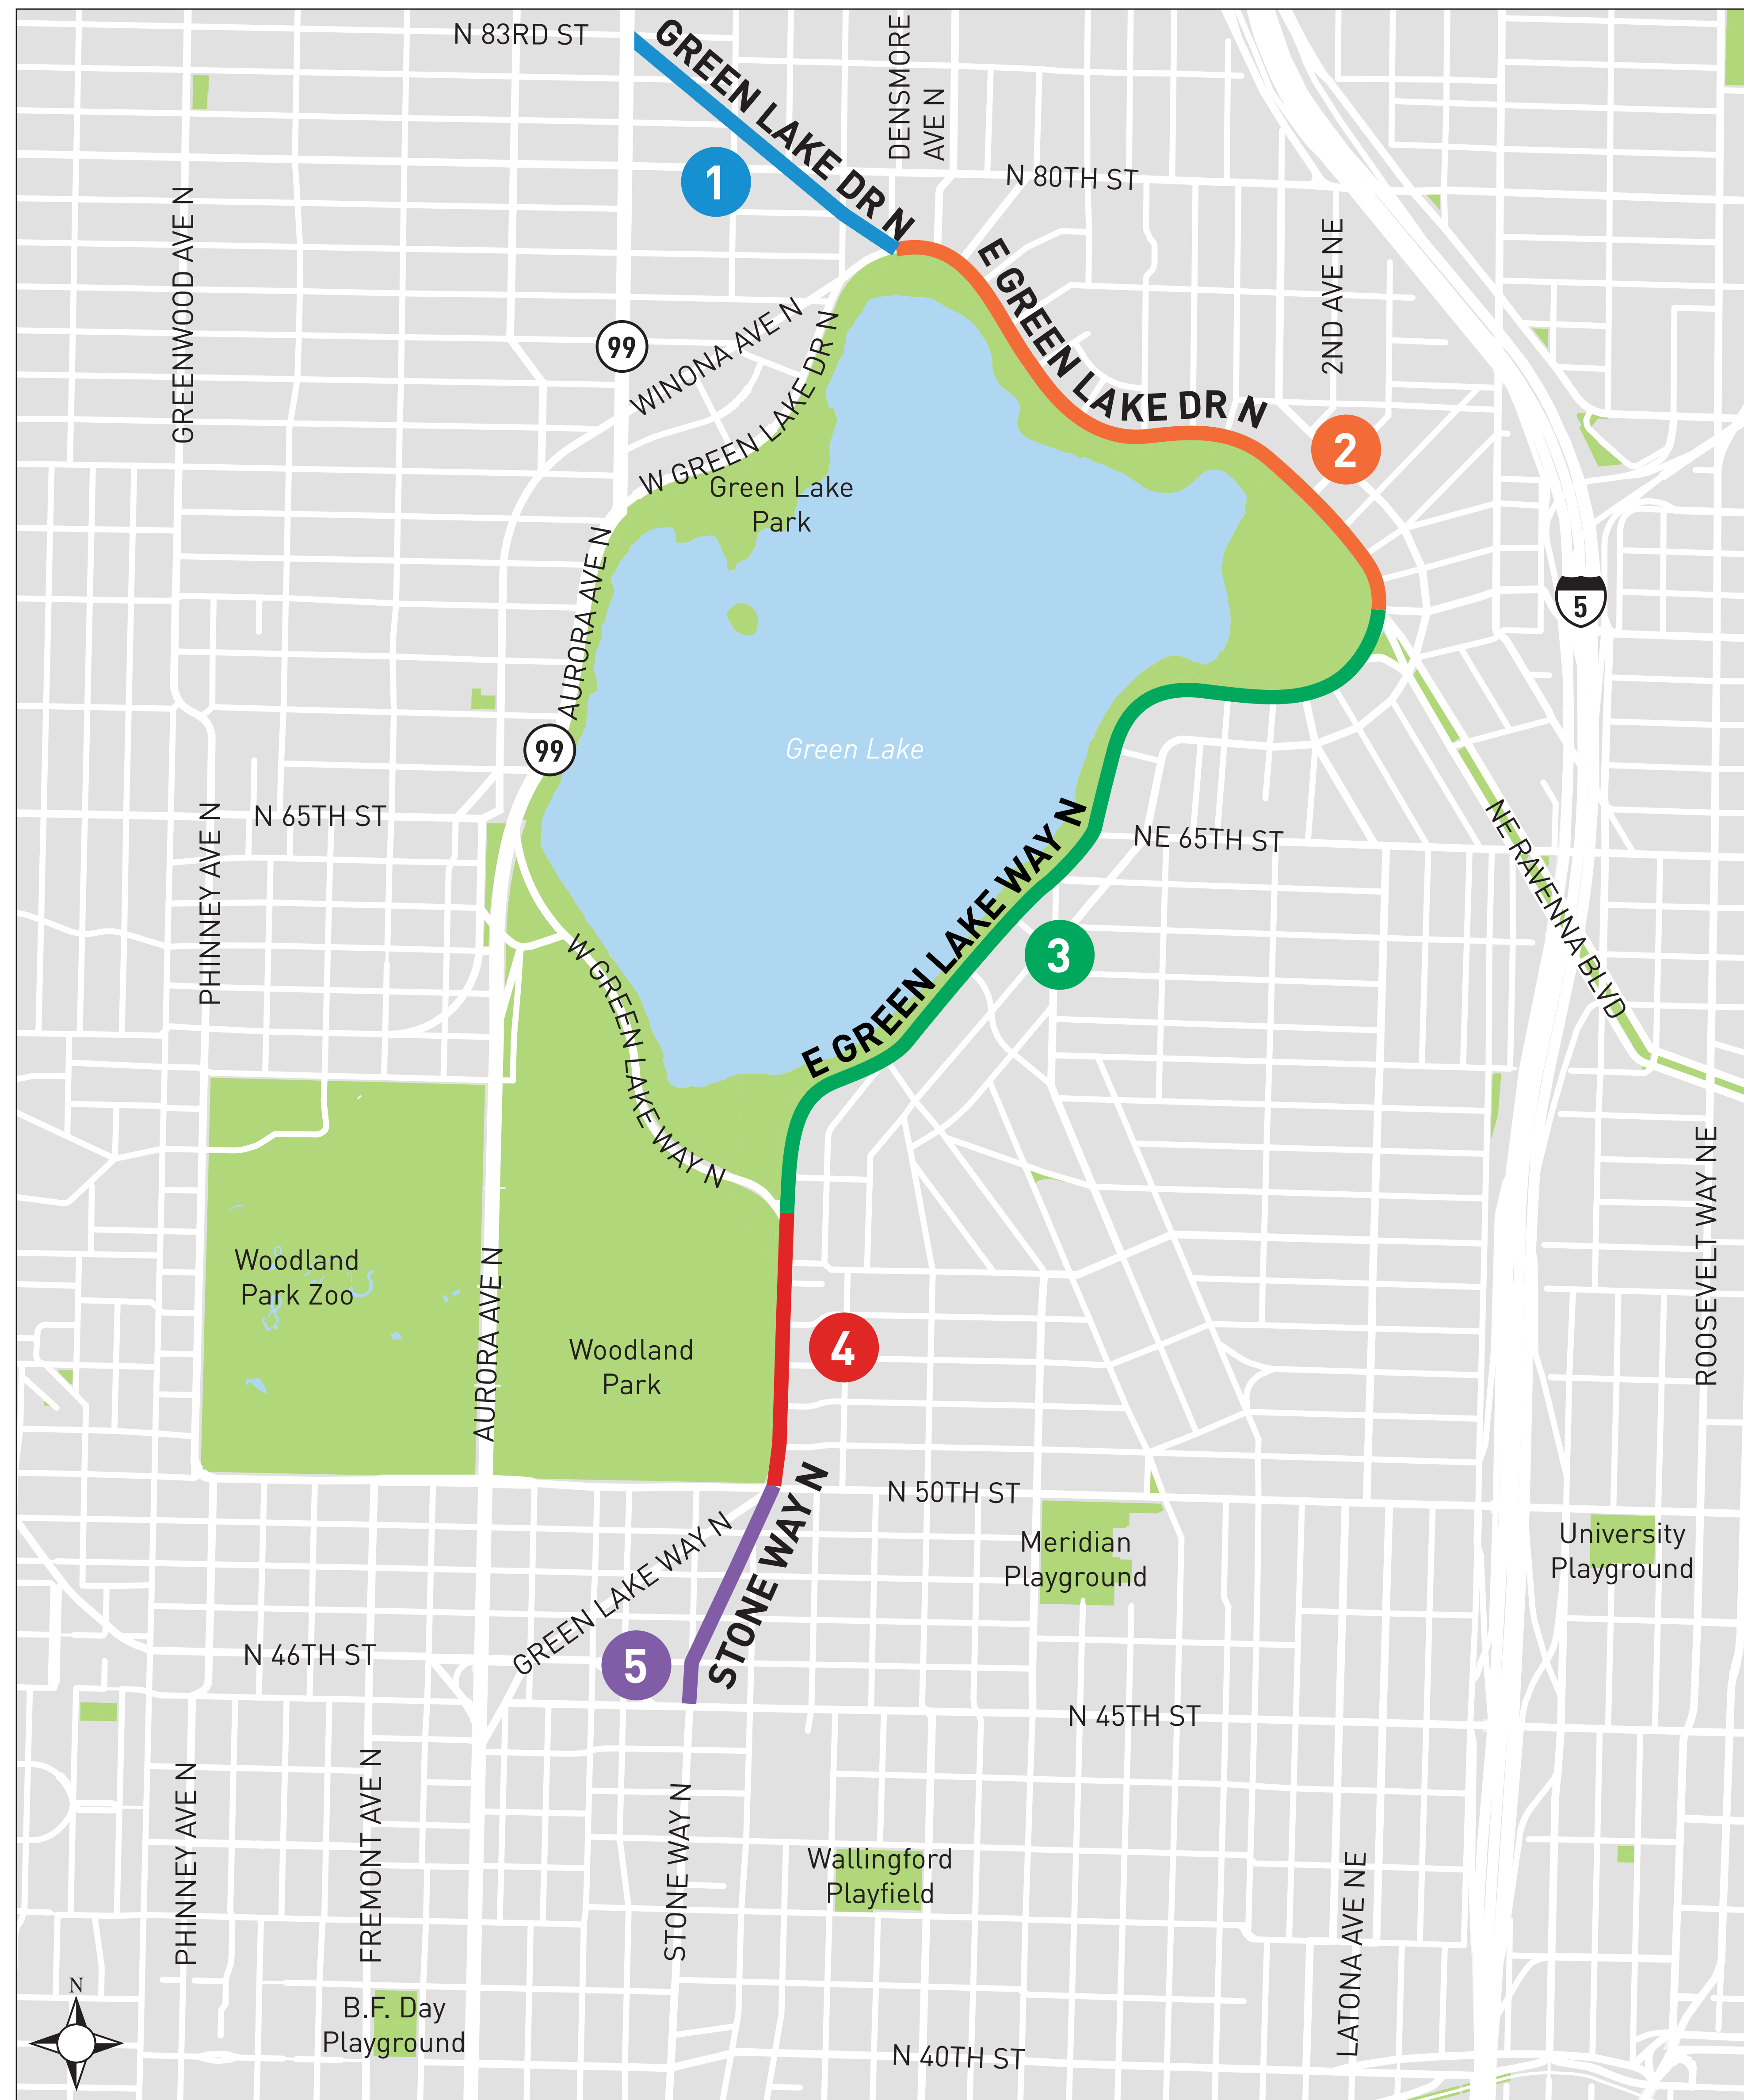 N 83RD ST
GREEN LAKE DR N
DENSMORE
AVE N
1
N 80TH ST
GREENWOOD AVE N
E GREEN LAKE DR N
2ND AVE NE
99
WINONA AVE N
W GREEN LAKE DR N
2
Green Lake
Park
AURORA AVE N
5
99
Green Lake
N 65TH ST
PHINNEY AVE N
NE 65TH ST
NE RAVENNA BLVD
E GREEN LAKE WAY N
3
W GREEN LAKE WAY N
ROOSEVELT WAY NE
Woodland
Park Zoo
AURORA AVE N
Woodland
Park
4
N 50TH ST
STONE WAY N
GREEN LAKE WAY N
Meridian
Playground
University
Playground
N 46TH ST
5
N 45TH ST
PHINNEY AVE N
FREMONT AVE N
STONE WAY N
Wallingford
Playfield
LATONA AVE NE
N
B.F. Day
Playground
N 40TH ST